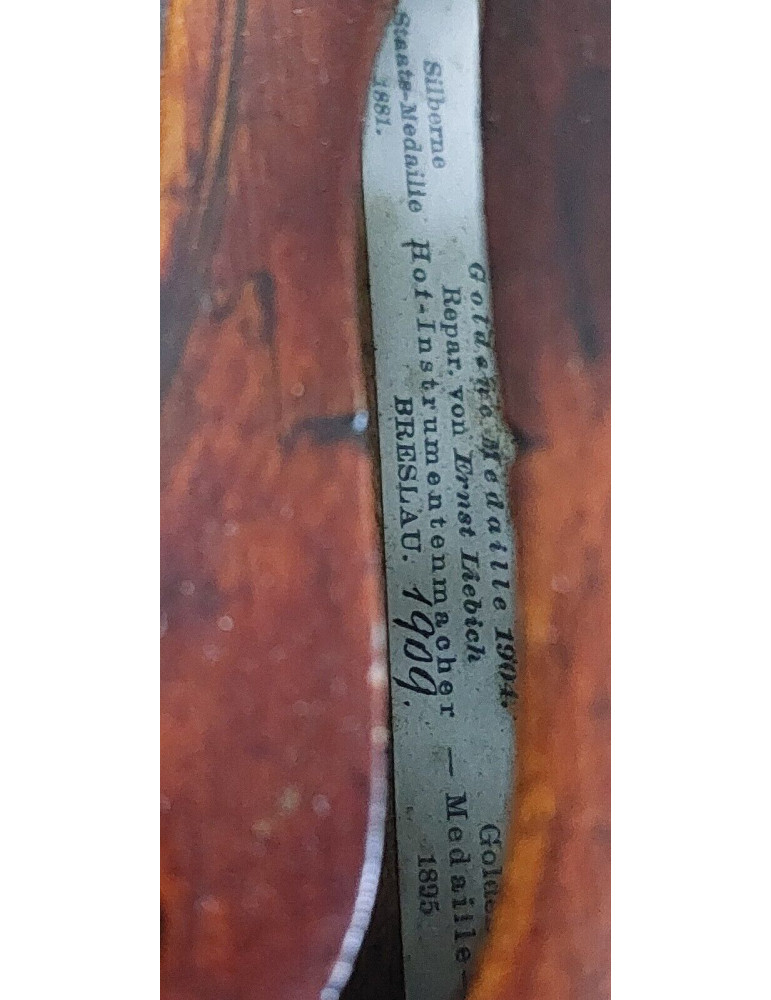 Goldene Medaille 1904.
Silberne
Staats-Medaille
1881.
Repar. von Ernst Liebich
Hof-Instrumentenmacher
BRESLAU. 1909.
— Medaille —
1895